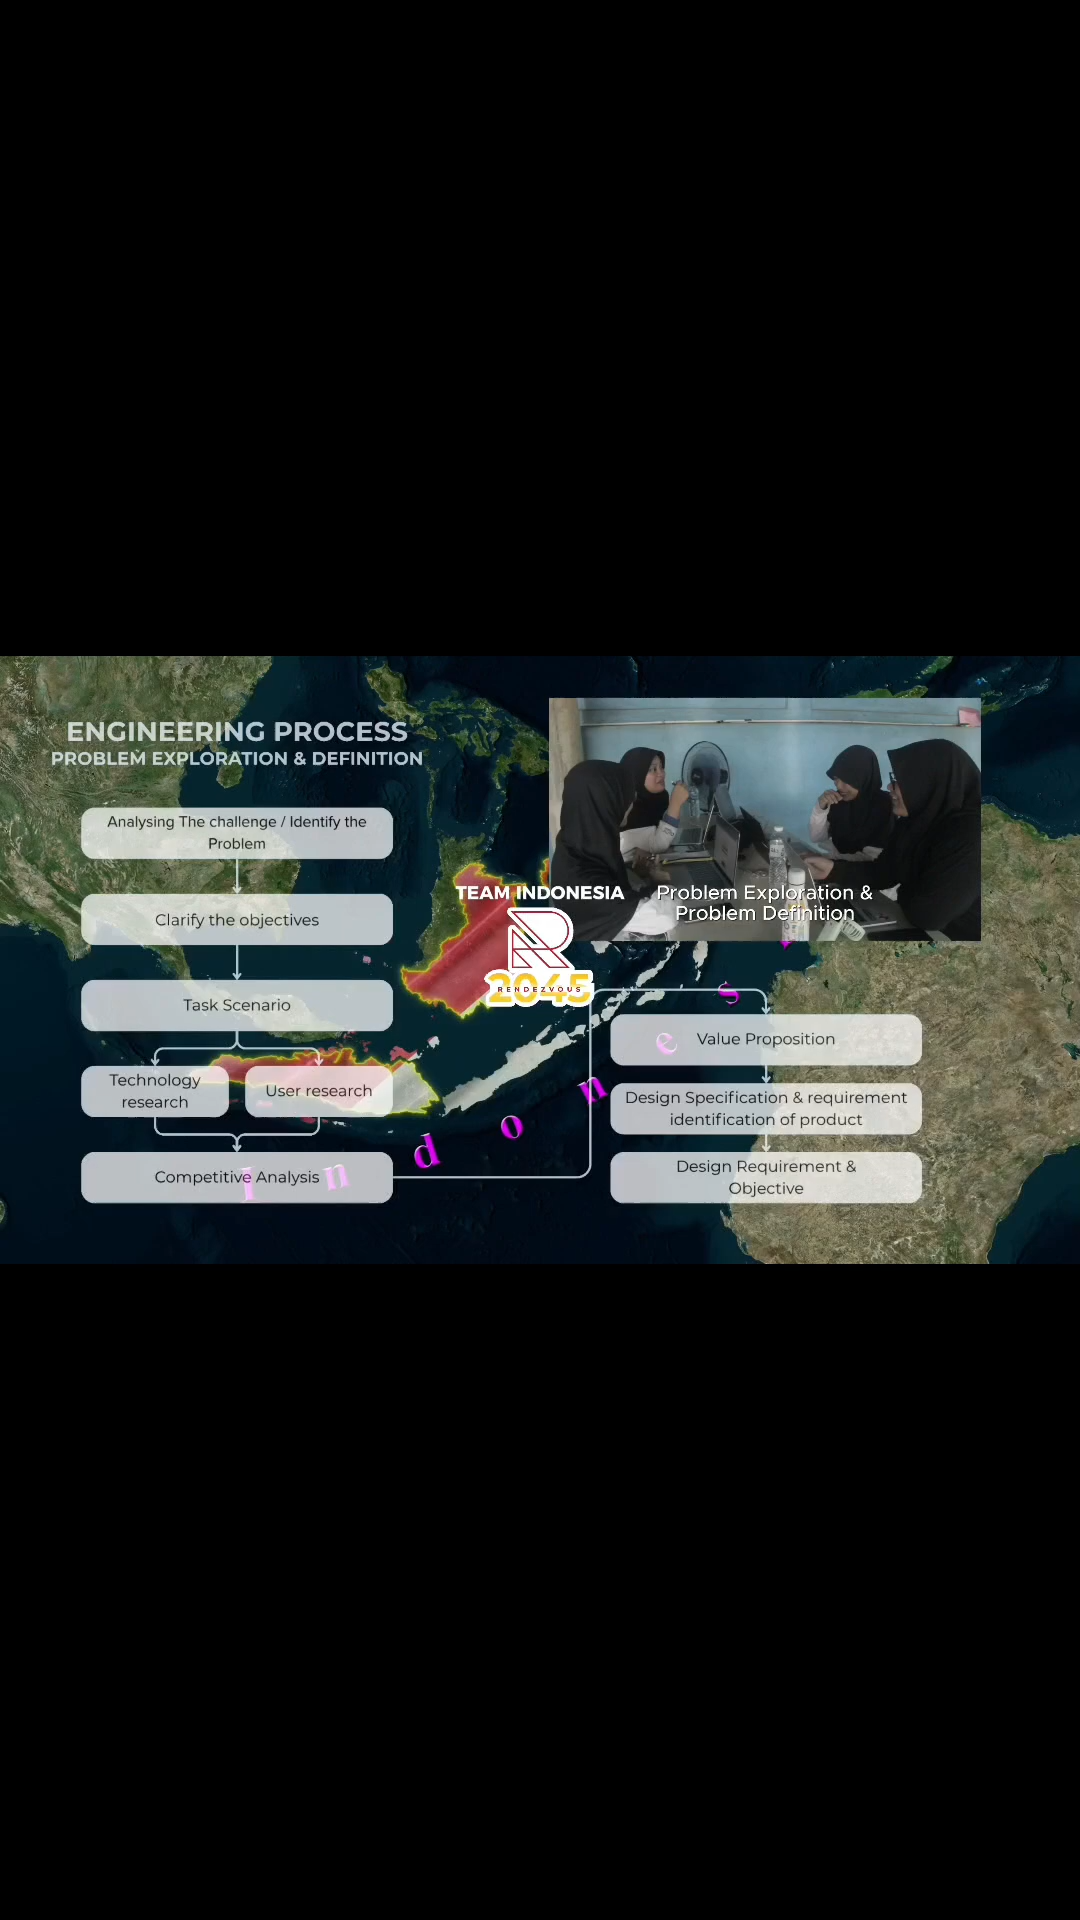 ENGINEERING PROCESS
PROBLEM EXPLORATION & DEFINITION
Analysing The challenge / Identify the
Problem
Clarify the objectives
Task Scenario
Technology
research
User research
Competitive Analysis
TEAM INDONESIA
R
2045
RENDEZVOUS
Problem Exploration &
Problem Definition
Value Proposition
Design Specification & requirement
identification of product
Design Requirement &
Objective
I n d o n e s